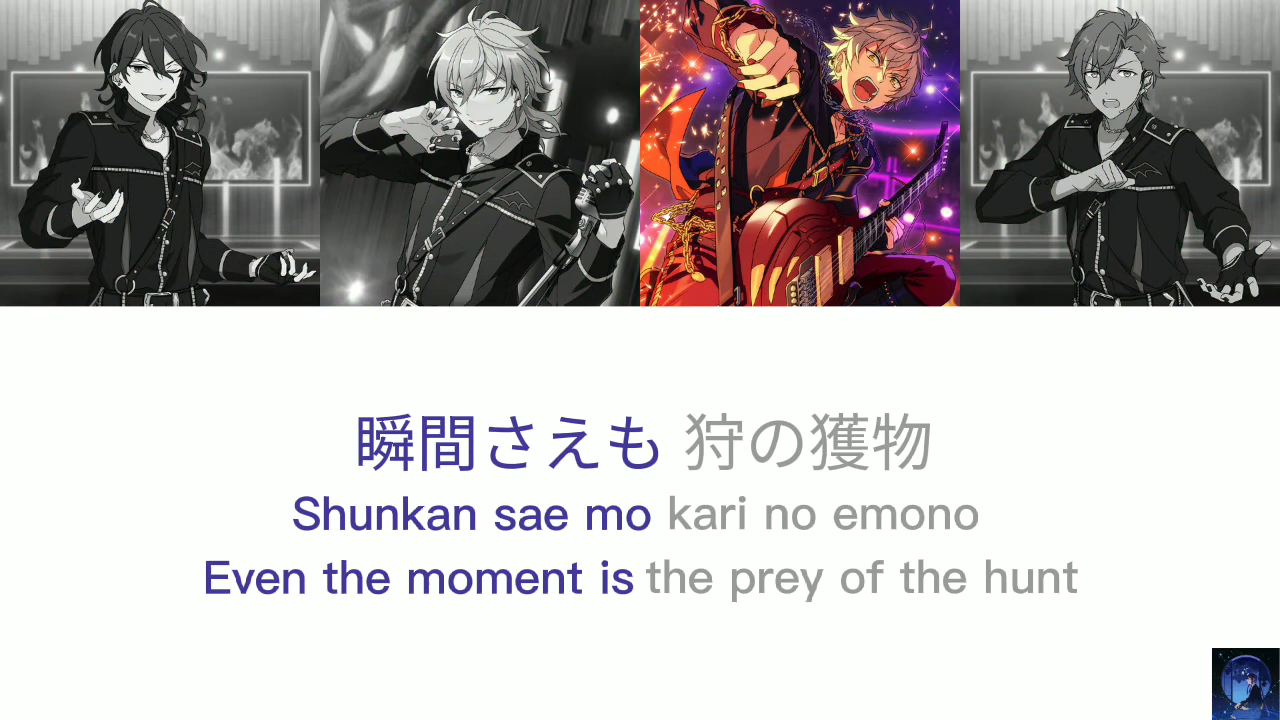 瞬間さえも 狩の獲物
Shunkan sae mo kari no emono
Even the moment is the prey of the hunt